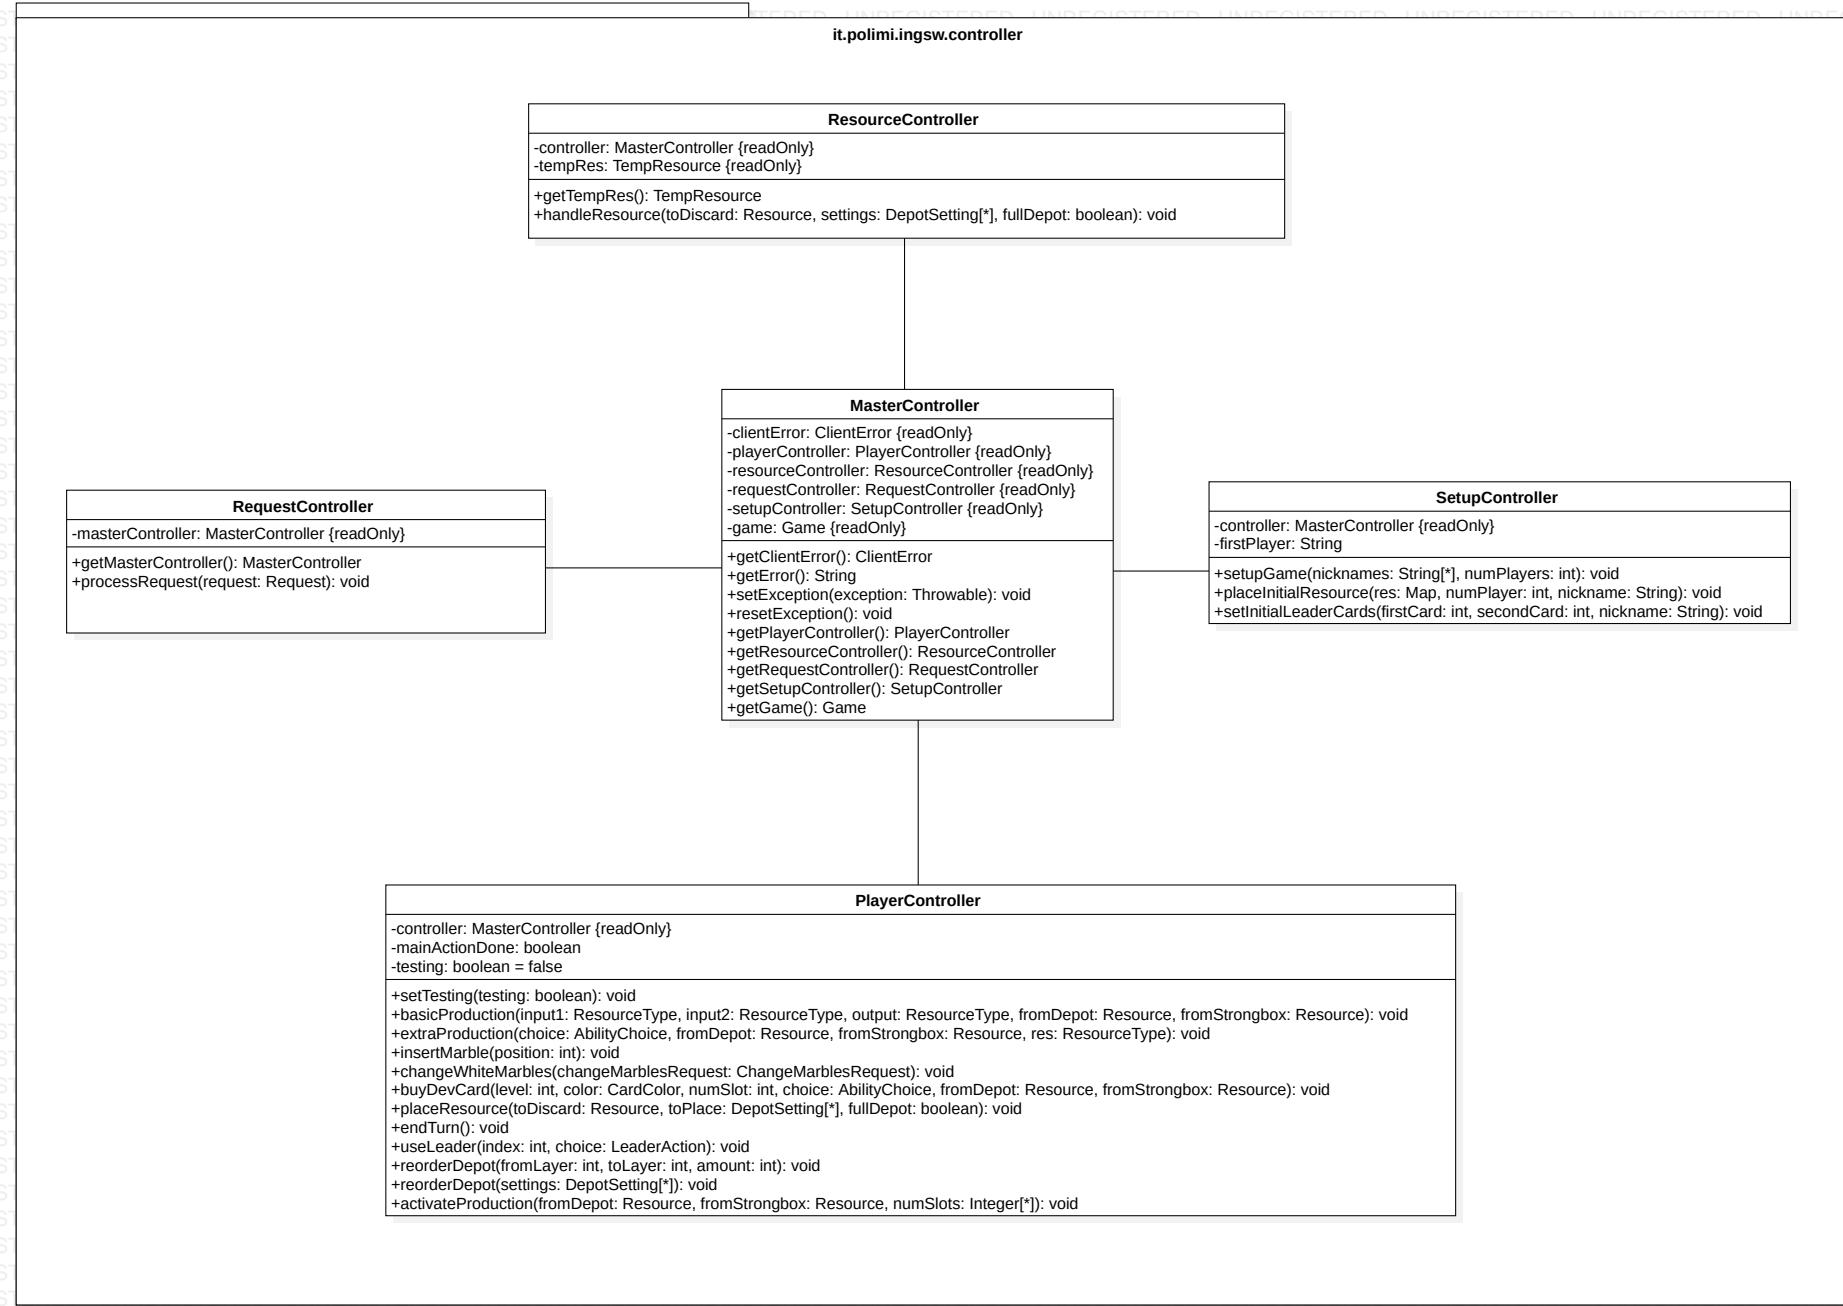 UNREGISTERED UNREGISTERED UNREGISTERED UNREGISTERED UNREGISTERED
it.polimi.ingsw.controller
ResourceController
-controller: MasterController {readOnly}
-tempRes: TempResource {readOnly}
+getTempRes(): TempResource
+handleResource(toDiscard: Resource, settings: DepotSetting[*], fullDepot: boolean): void
MasterController
-clientError: ClientError {readOnly}
-playerController: PlayerController {readOnly}
-resourceController: ResourceController {readOnly}
-requestController: RequestController {readOnly}
-setupController: SetupController {readOnly}
-game: Game {readOnly}
+getClientError(): ClientError
+getError(): String
+setException(exception: Throwable): void
+resetException(): void
+getPlayerController(): PlayerController
+getResourceController(): ResourceController
+getRequestController(): RequestController
+getSetupController(): SetupController
+getGame(): Game
RequestController
-masterController: MasterController {readOnly}
+getMasterController(): MasterController
+processRequest(request: Request): void
SetupController
-controller: MasterController {readOnly}
-firstPlayer: String
+setupGame(nicknames: String[*], numPlayers: int): void
+placeInitialResource(res: Map, numPlayer: int, nickname: String): void
+setInitialLeaderCards(firstCard: int, secondCard: int, nickname: String): void
PlayerController
-controller: MasterController {readOnly}
-mainActionDone: boolean
-testing: boolean = false
+setTesting(testing: boolean): void
+basicProduction(input1: ResourceType, input2: ResourceType, output: ResourceType, fromDepot: Resource, fromStrongbox: Resource): void
+extraProduction(choice: AbilityChoice, fromDepot: Resource, fromStrongbox: Resource, res: ResourceType): void
+insertMarble(position: int): void
+changeWhiteMarbles(changeMarblesRequest: ChangeMarblesRequest): void
+buyDevCard(level: int, color: CardColor, numSlot: int, choice: AbilityChoice, fromDepot: Resource, fromStrongbox: Resource): void
+placeResource(toDiscard: Resource, toPlace: DepotSetting[*], fullDepot: boolean): void
+endTurn(): void
+useLeader(index: int, choice: LeaderAction): void
+reorderDepot(fromLayer: int, toLayer: int, amount: int): void
+reorderDepot(settings: DepotSetting[*]): void
+activateProduction(fromDepot: Resource, fromStrongbox: Resource, numSlots: Integer[*]): void